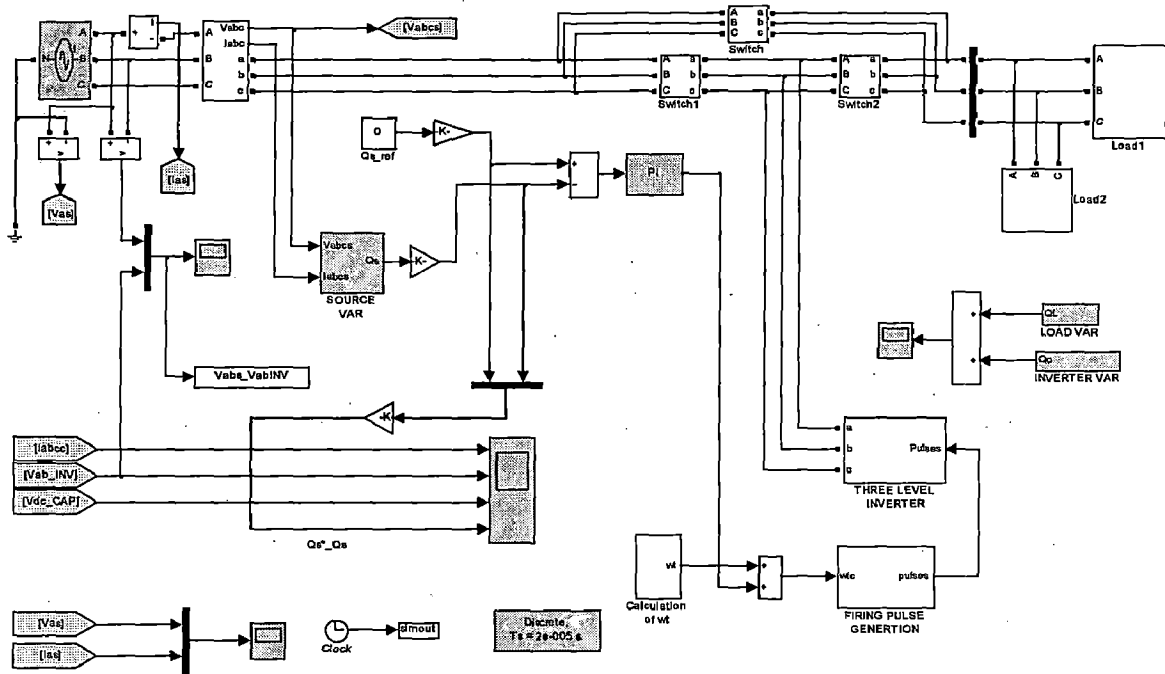 A
B
C
N
A
B
C
i
+
-
A
B
C
Vabc
Iabc
a
b
c
[Vabcs]
A
B
C
a
b
c
Switch
A
B
C
a
b
c
Switch1
A
B
C
a
b
c
Switch2
A
B
C
Load1
A
B
C
Load2
+
-
v
+
-
v
[Vas]
[Ias]
0
Qs_ref
K-
+
-
PI
Vabcs
Iabcs
Qs
SOURCE
VAR
K-
Vabs_VabINV
K-
[Iabcc]
[Vab_INV]
[Vdc_CAP]
Qs*_Qs
QL
LOAD VAR
Qc
INVERTER VAR
+
+
a
b
c
Pulses
THREE LEVEL
INVERTER
wt
Calculation
of wt
+
+
wtc
pulses
FIRING PULSE
GENERTION
[Vas]
[Ias]
Clock
simout
Discrete,
Ts = 2e-005 s.